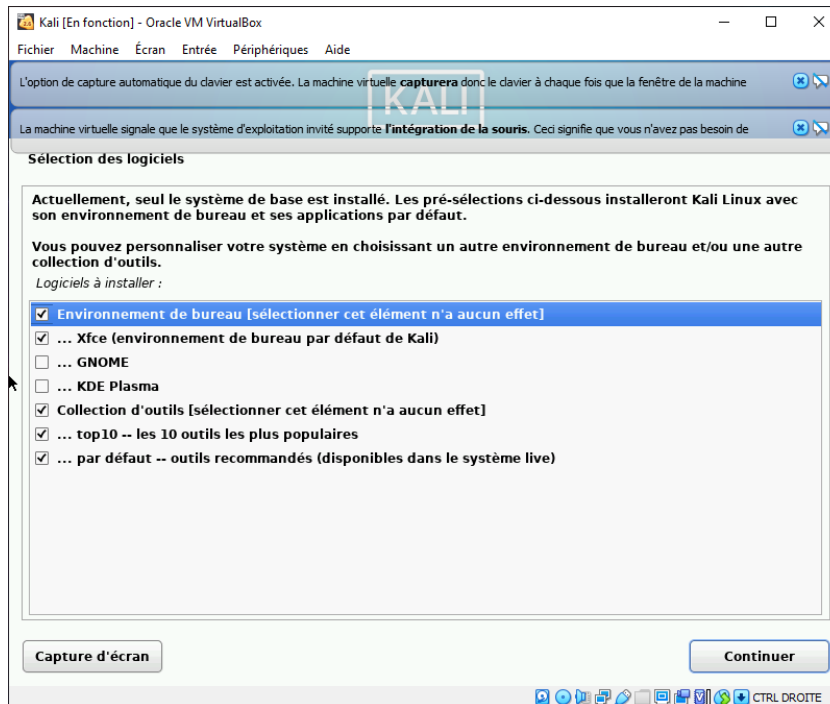 Kali [En fonction] - Oracle VM VirtualBox
Fichier Machine Écran Entrée Périphériques Aide
L'option de capture automatique du clavier est activée. La machine virtuelle capturera donc le clavier à chaque fois que la fenêtre de la machine
KALI
La machine virtuelle signale que le système d'exploitation invité supporte l'intégration de la souris. Ceci signifie que vous n'avez pas besoin de
Sélection des logiciels
Actuellement, seul le système de base est installé. Les pré-sélections ci-dessous installeront Kali Linux avec
son environnement de bureau et ses applications par défaut.
Vous pouvez personnaliser votre système en choisissant un autre environnement de bureau et/ou une autre
collection d'outils.
Logiciels à installer :
Environnement de bureau [sélectionner cet élément n'a aucun effet]
... Xfce (environnement de bureau par défaut de Kali)
... GNOME
... KDE Plasma
Collection d'outils [sélectionner cet élément n'a aucun effet]
... top10 -- les 10 outils les plus populaires
... par défaut -- outils recommandés (disponibles dans le système live)
Capture d'écran
Continuer
CTRL DROITE